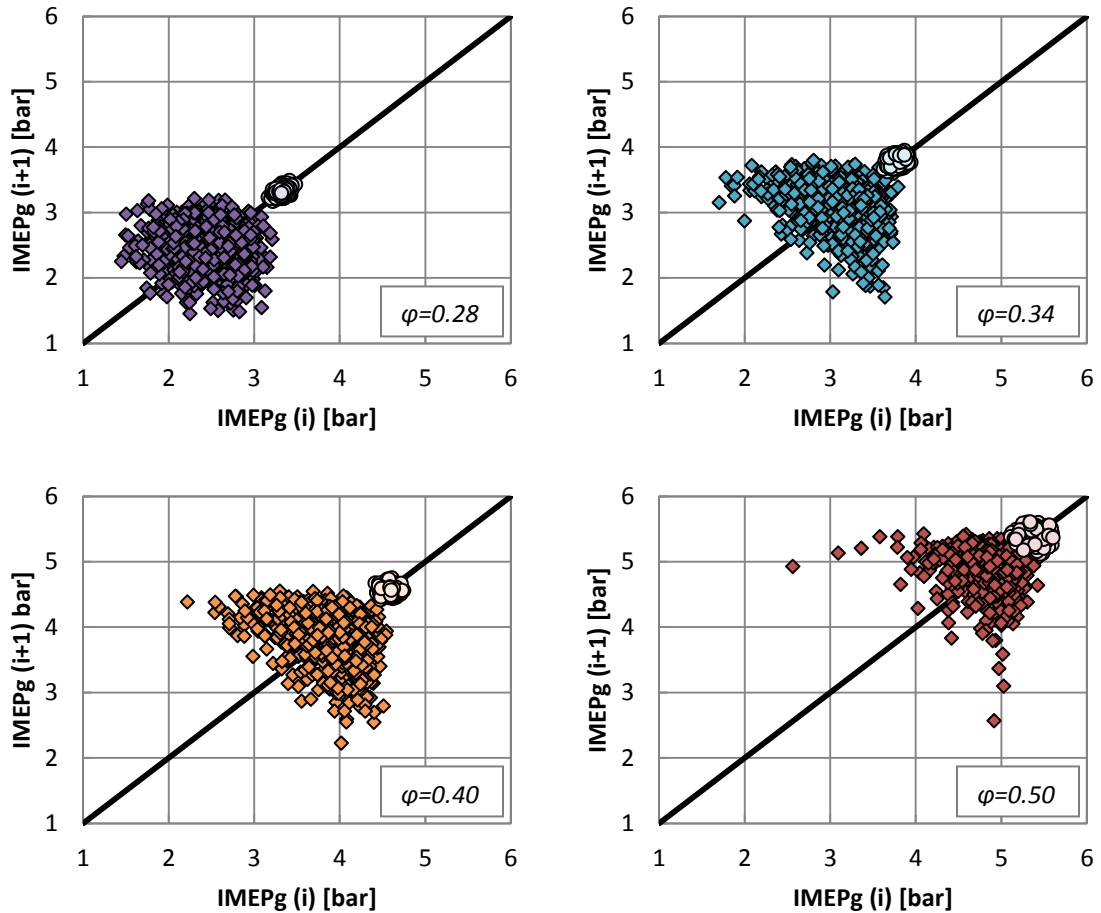 6
5
4
3
2
1
IMEPg (i+1) [bar]
φ=0.28
1 2 3 4 5 6
IMEPg (i) [bar]
6
5
4
3
2
1
IMEPg (i+1) [bar]
φ=0.34
1 2 3 4 5 6
IMEPg (i) [bar]
6
5
4
3
2
1
IMEPg (i+1) bar]
φ=0.40
1 2 3 4 5 6
IMEPg (i) [bar]
6
5
4
3
2
1
IMEPg (i+1) [bar]
φ=0.50
1 2 3 4 5 6
IMEPg (i) [bar]